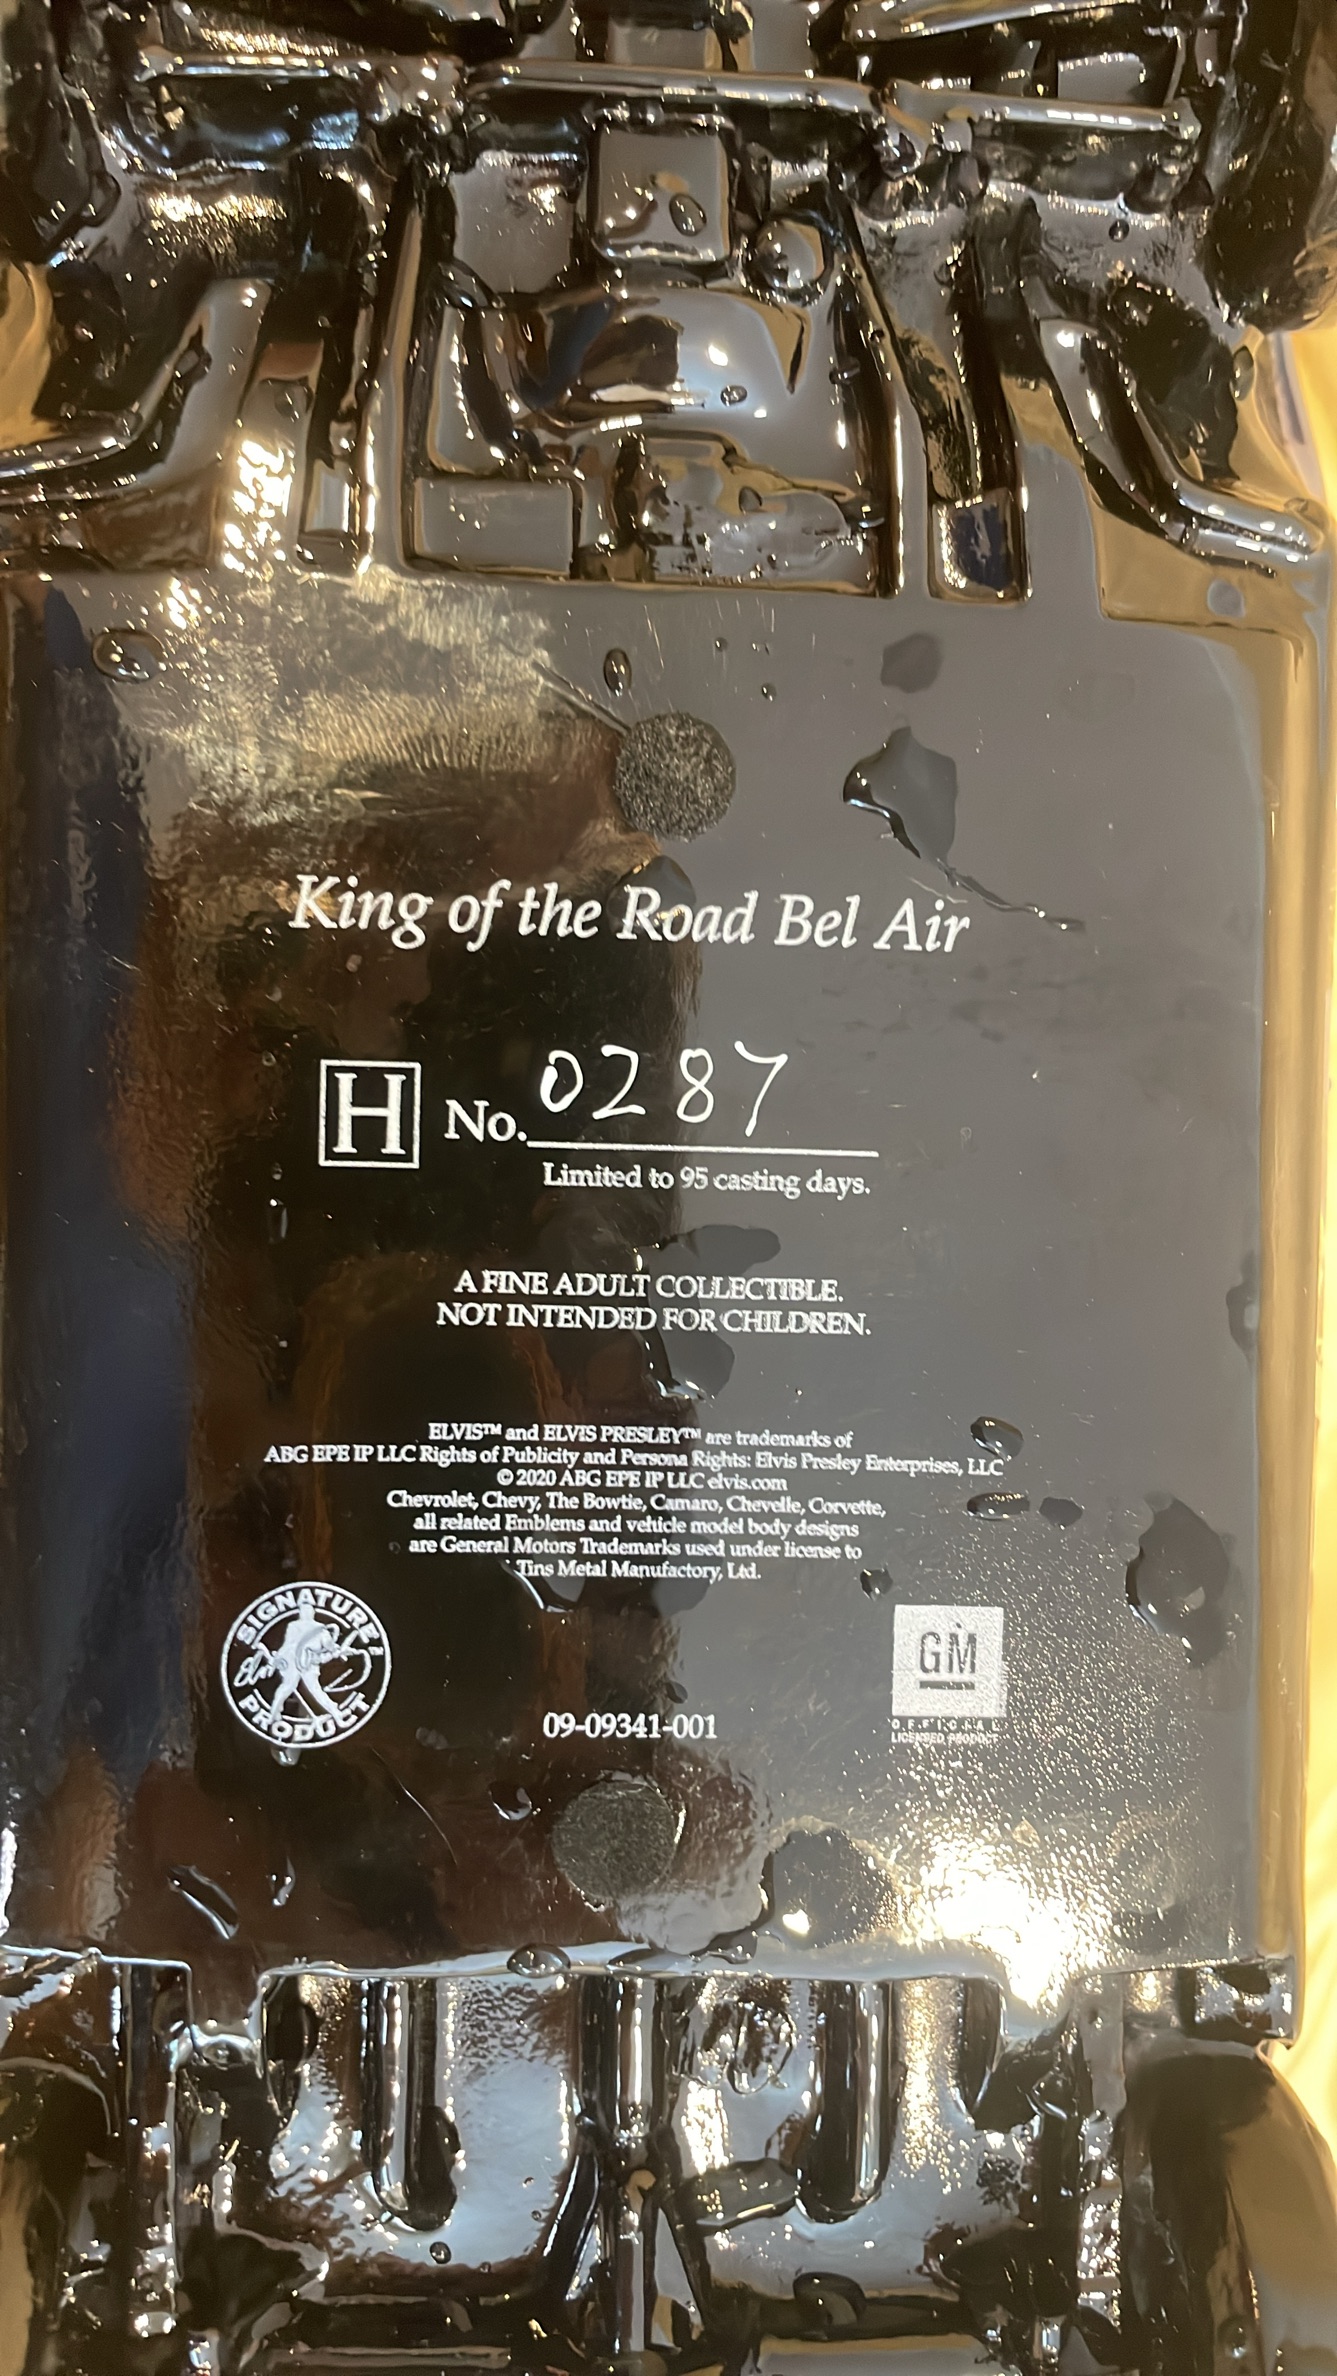 King of the Road Bel Air
H No. 0287
Limited to 95 casting days.
A FINE ADULT COLLECTIBLE.
NOT INTENDED FOR CHILDREN.
ELVIS™ and ELVIS PRESLEY™ are trademarks of
ABG EPE IP LLC Rights of Publicity and Persona Rights: Elvis Presley Enterprises, LLC
© 2020 ABG EPE IP LLC elvis.com
Chevrolet, Chevy, The Bowtie, Camaro, Chevelle, Corvette,
all related Emblems and vehicle model body designs
are General Motors Trademarks used under license to
Tins Metal Manufactory, Ltd.
SIGNATURE
Elvis Presley
PRODUCT
09-09341-001
GM
OFFICIAL
LICENSED PRODUCT